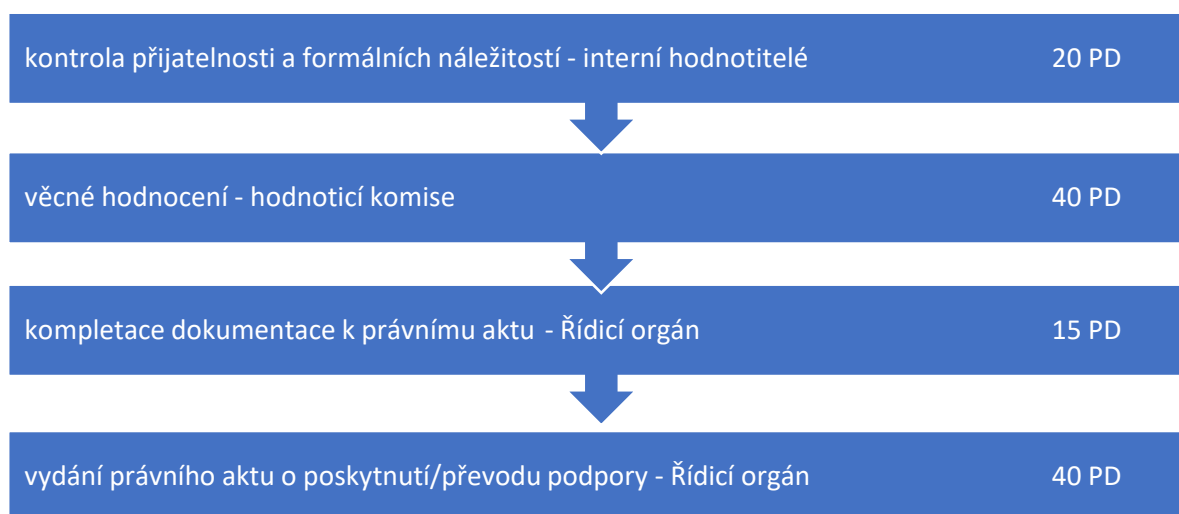 kontrola přijatelnosti a formálních náležitostí - interní hodnotitelé 20 PD
věcné hodnocení - hodnoticí komise 40 PD
kompletace dokumentace k právnímu aktu - Řídicí orgán 15 PD
vydání právního aktu o poskytnutí/převodu podpory - Řídicí orgán 40 PD